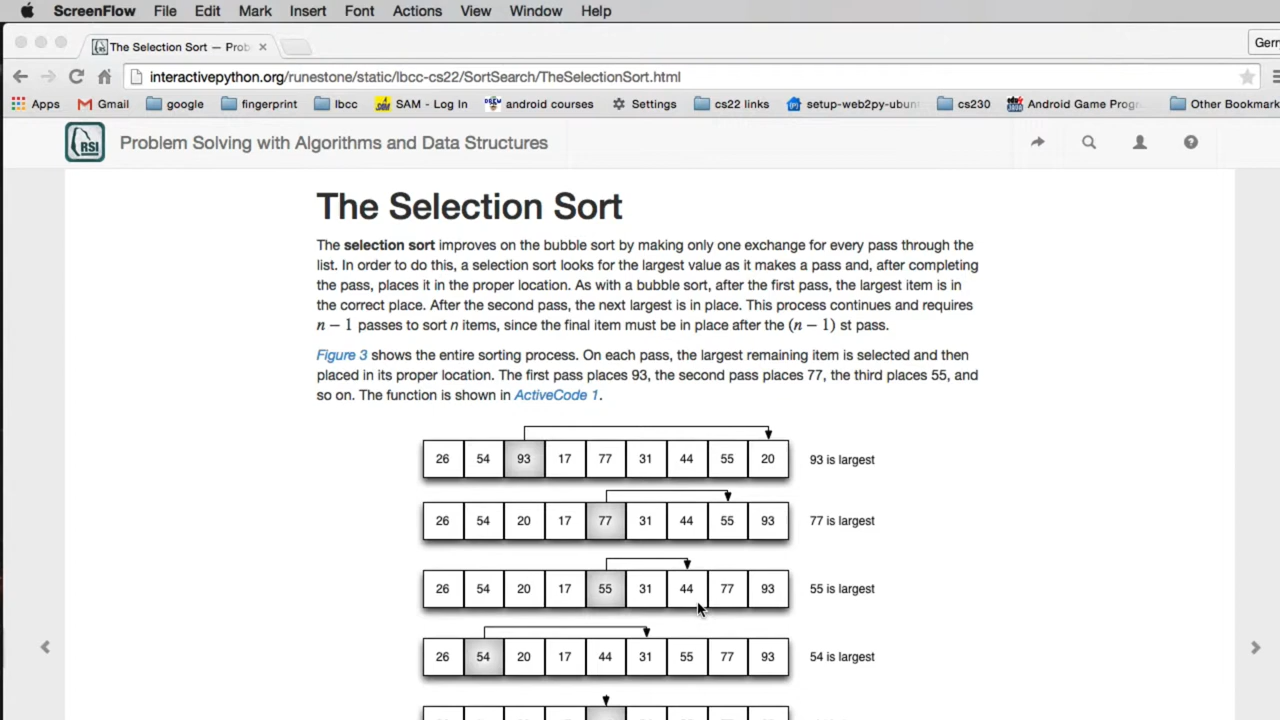 ScreenFlow File Edit Mark Insert Font Actions View Window Help
The Selection Sort — Prob
Gern
interactivepython.org/runestone/static/lbcc-cs22/SortSearch/TheSelectionSort.html
Apps Gmail google fingerprint lbcc SAM - Log In android courses Settings cs22 links setup-web2py-ubun cs230 Android Game Progr Other Bookmark
RSI Problem Solving with Algorithms and Data Structures
The Selection Sort
The selection sort improves on the bubble sort by making only one exchange for every pass through the
list. In order to do this, a selection sort looks for the largest value as it makes a pass and, after completing
the pass, places it in the proper location. As with a bubble sort, after the first pass, the largest item is in
the correct place. After the second pass, the next largest is in place. This process continues and requires
n − 1 passes to sort n items, since the final item must be in place after the (n − 1) st pass.
Figure 3 shows the entire sorting process. On each pass, the largest remaining item is selected and then
placed in its proper location. The first pass places 93, the second pass places 77, the third places 55, and
so on. The function is shown in ActiveCode 1.
26 54 93 17 77 31 44 55 20 93 is largest
26 54 20 17 77 31 44 55 93 77 is largest
26 54 20 17 55 31 44 77 93 55 is largest
26 54 20 17 44 31 55 77 93 54 is largest